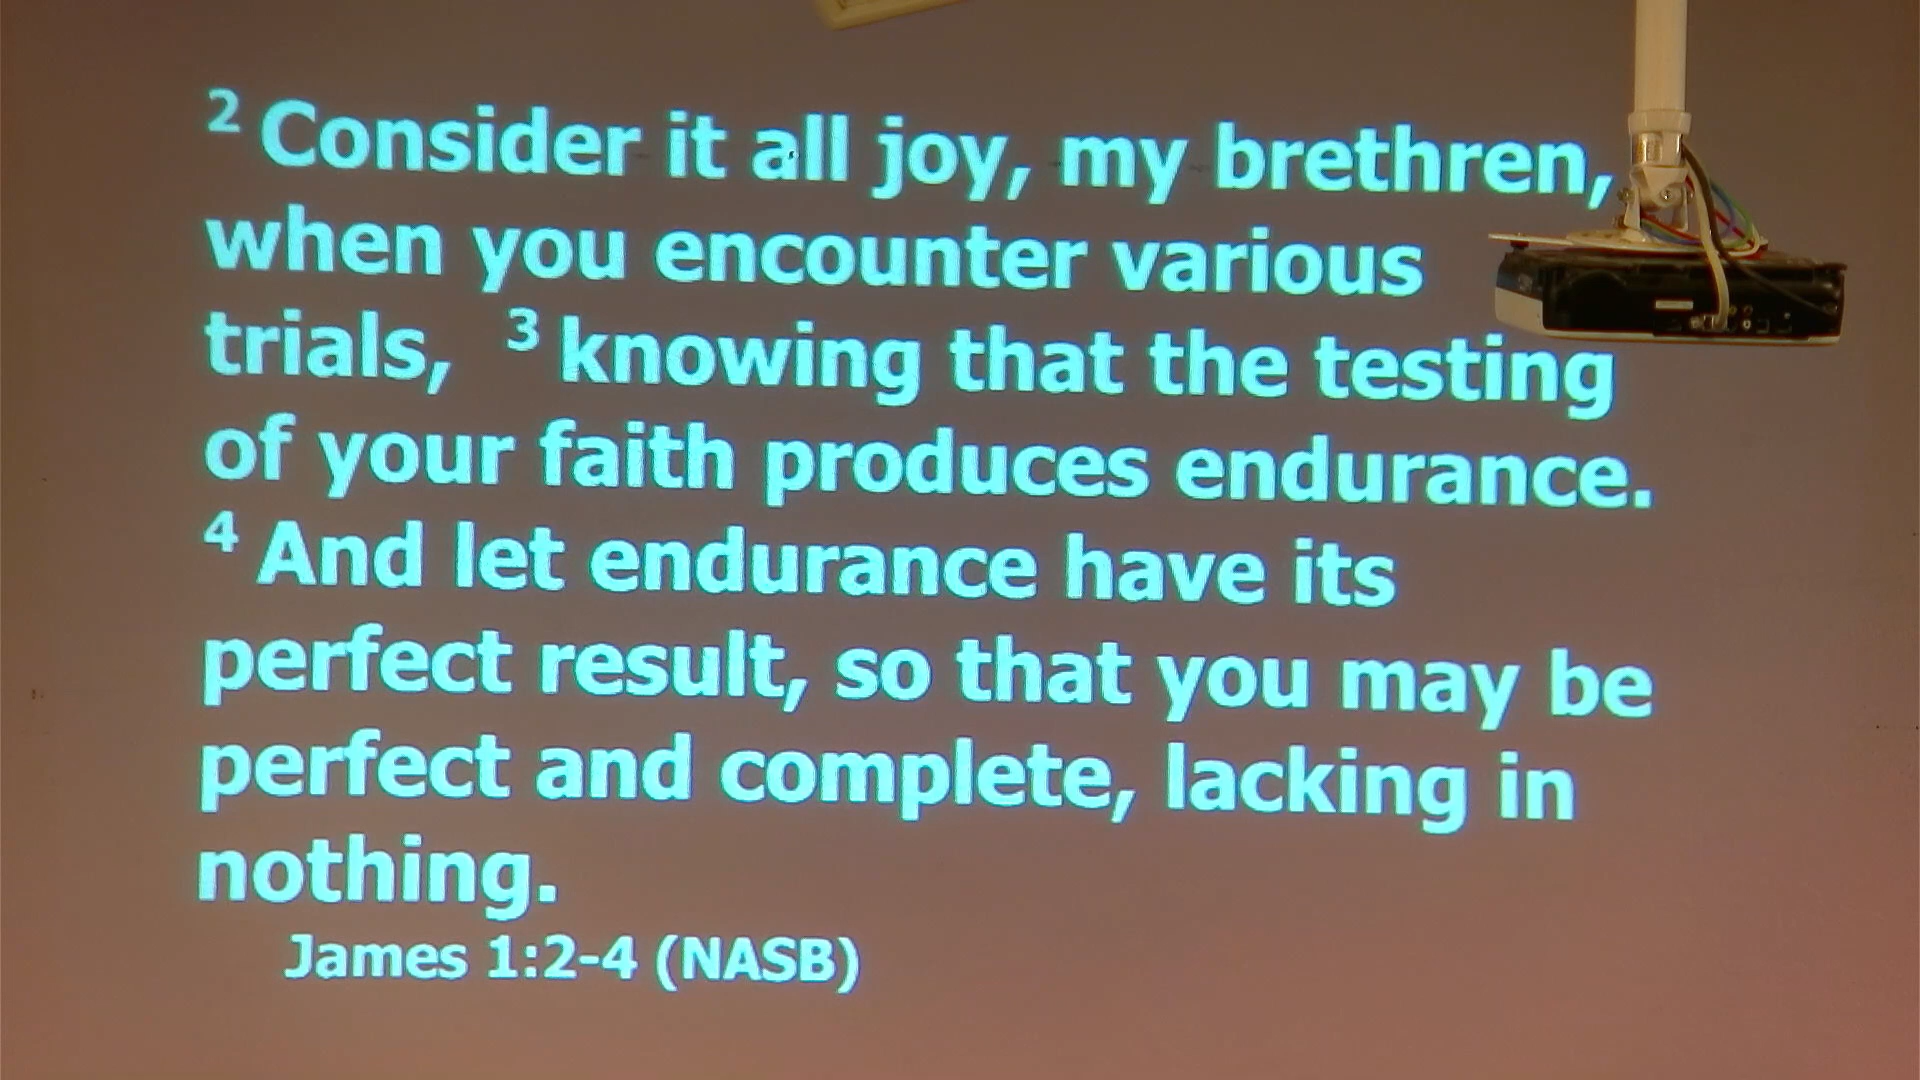 2 Consider it all joy, my brethren,
when you encounter various
trials, 3 knowing that the testing
of your faith produces endurance.
4 And let endurance have its
perfect result, so that you may be
perfect and complete, lacking in
nothing.
James 1:2-4 (NASB)